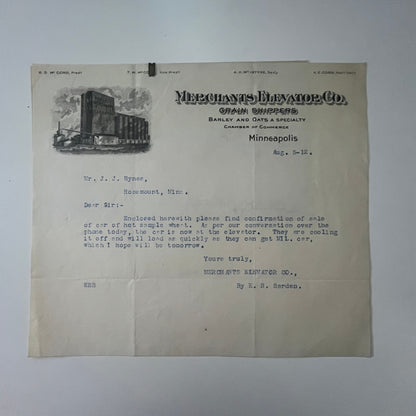 Merchants Elevator Co.
GRAIN SHIPPERS
BARLEY AND OATS A SPECIALTY
CHAMBER OF COMMERCE
Minneapolis
Aug. 5-12.
Mr. J. J. Hynes,
Rosemount, Minn.
Dear Sir:-
Enclosed herewith please find confirmation of sale
of car of hot sample wheat. As per our conversation over the
phone today, the car is now at the elevator. They are cooling
it off and will load as quickly as they can get MIL. car,
which I hope will be tomorrow.
Yours truly,
MERCHANTS ELEVATOR CO.,
By E. S.